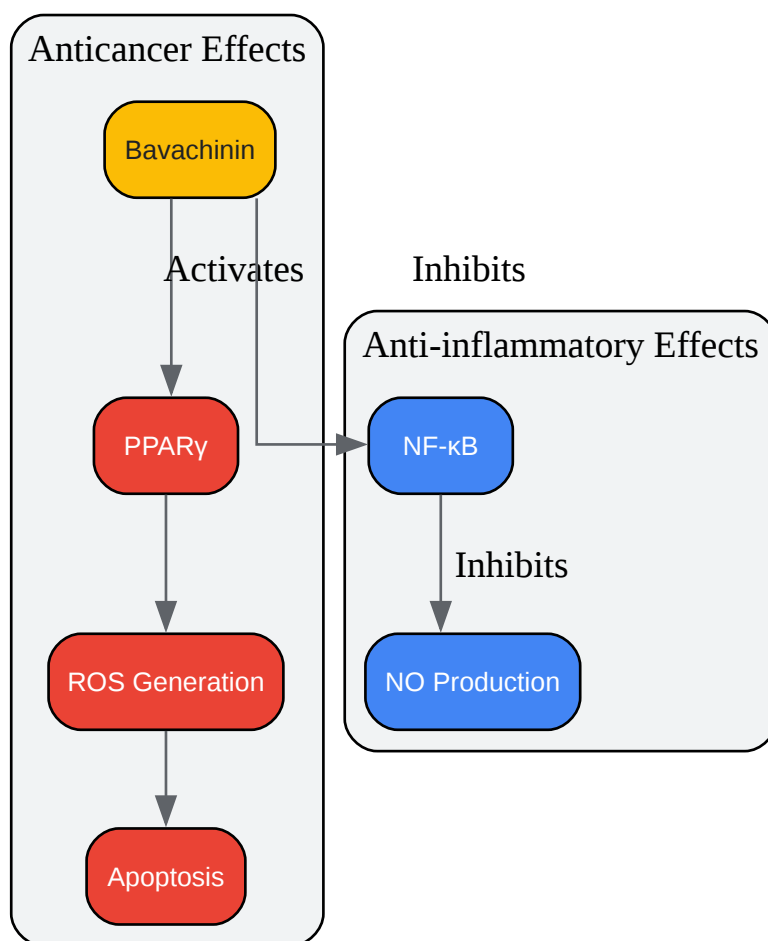 Anticancer Effects
Bavachinin
Activates
Inhibits
Anti-inflammatory Effects
PPARγ
NF-κB
Inhibits
ROS Generation
NO Production
Apoptosis